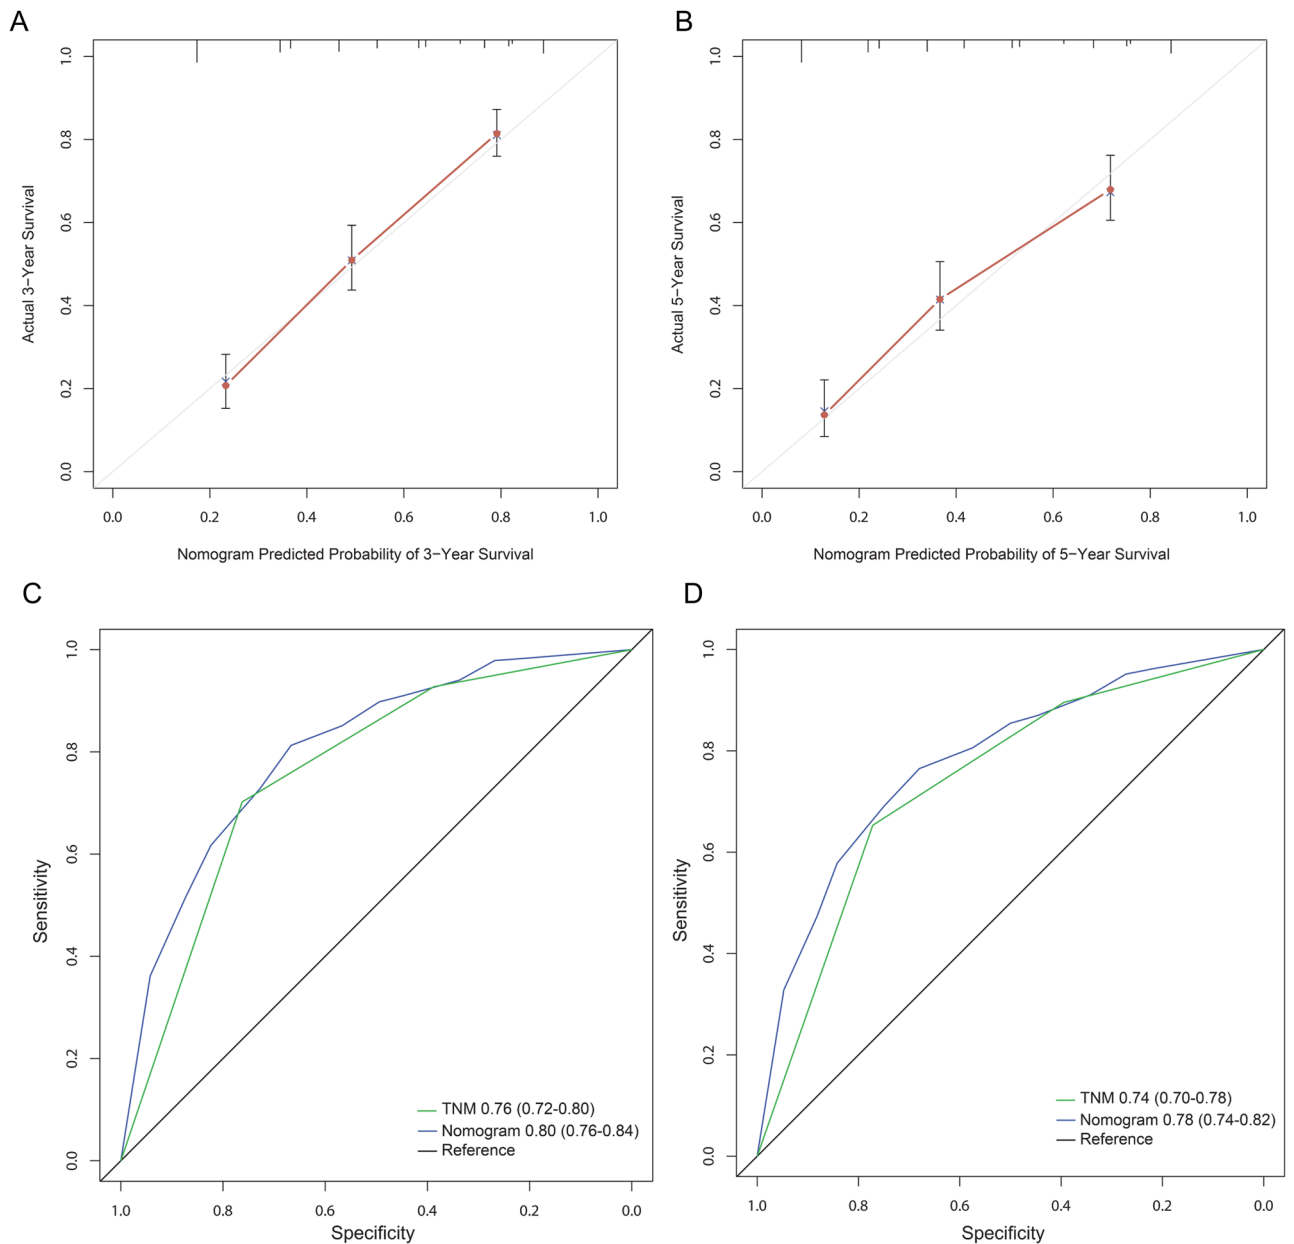 A
B
1.0
0.8
0.6
0.4
0.2
0.0
Actual 3−Year Survival
0.0 0.2 0.4 0.6 0.8 1.0
Nomogram Predicted Probability of 3−Year Survival
1.0
0.8
0.6
0.4
0.2
0.0
Actual 5−Year Survival
0.0 0.2 0.4 0.6 0.8 1.0
Nomogram Predicted Probability of 5−Year Survival
C
D
1.0
0.8
0.6
0.4
0.2
0.0
Sensitivity
TNM 0.76 (0.72-0.80)
Nomogram 0.80 (0.76-0.84)
Reference
1.0 0.8 0.6 0.4 0.2 0.0
Specificity
1.0
0.8
0.6
0.4
0.2
0.0
Sensitivity
TNM 0.74 (0.70-0.78)
Nomogram 0.78 (0.74-0.82)
Reference
1.0 0.8 0.6 0.4 0.2 0.0
Specificity